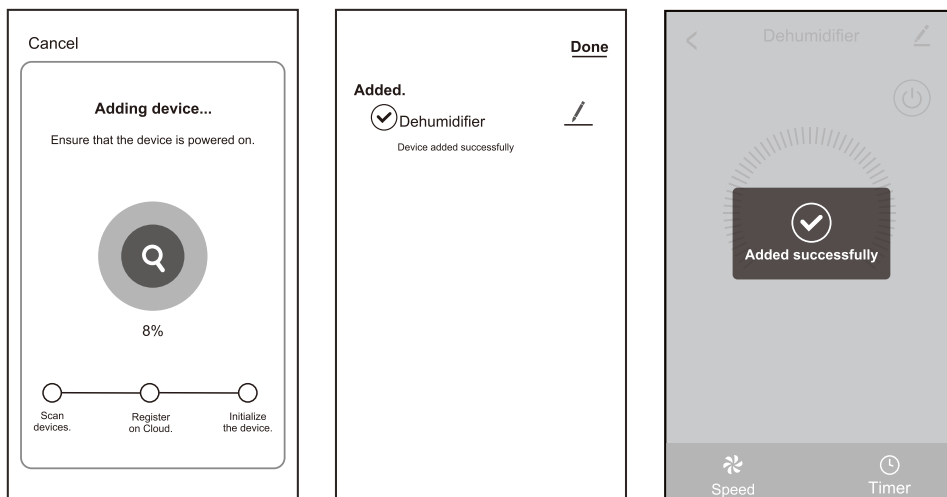 Cancel
Adding device...
Ensure that the device is powered on.
8%
Scan
devices.
Register
on Cloud.
Initialize
the device.
Done
Added.
Dehumidifier
Device added successfully
Dehumidifier
Added successfully
Speed
Timer